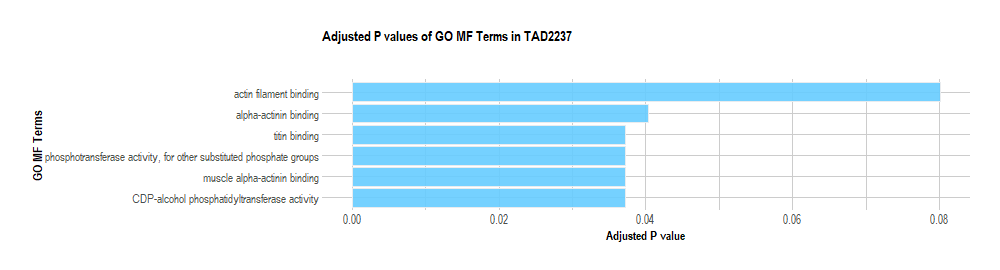 Adjusted P values of GO MF Terms in TAD2237
GO MF Terms
actin filament binding
alpha-actinin binding
titin binding
phosphotransferase activity, for other substituted phosphate groups
muscle alpha-actinin binding
CDP-alcohol phosphatidyltransferase activity
0.00 0.02 0.04 0.06 0.08
Adjusted P value